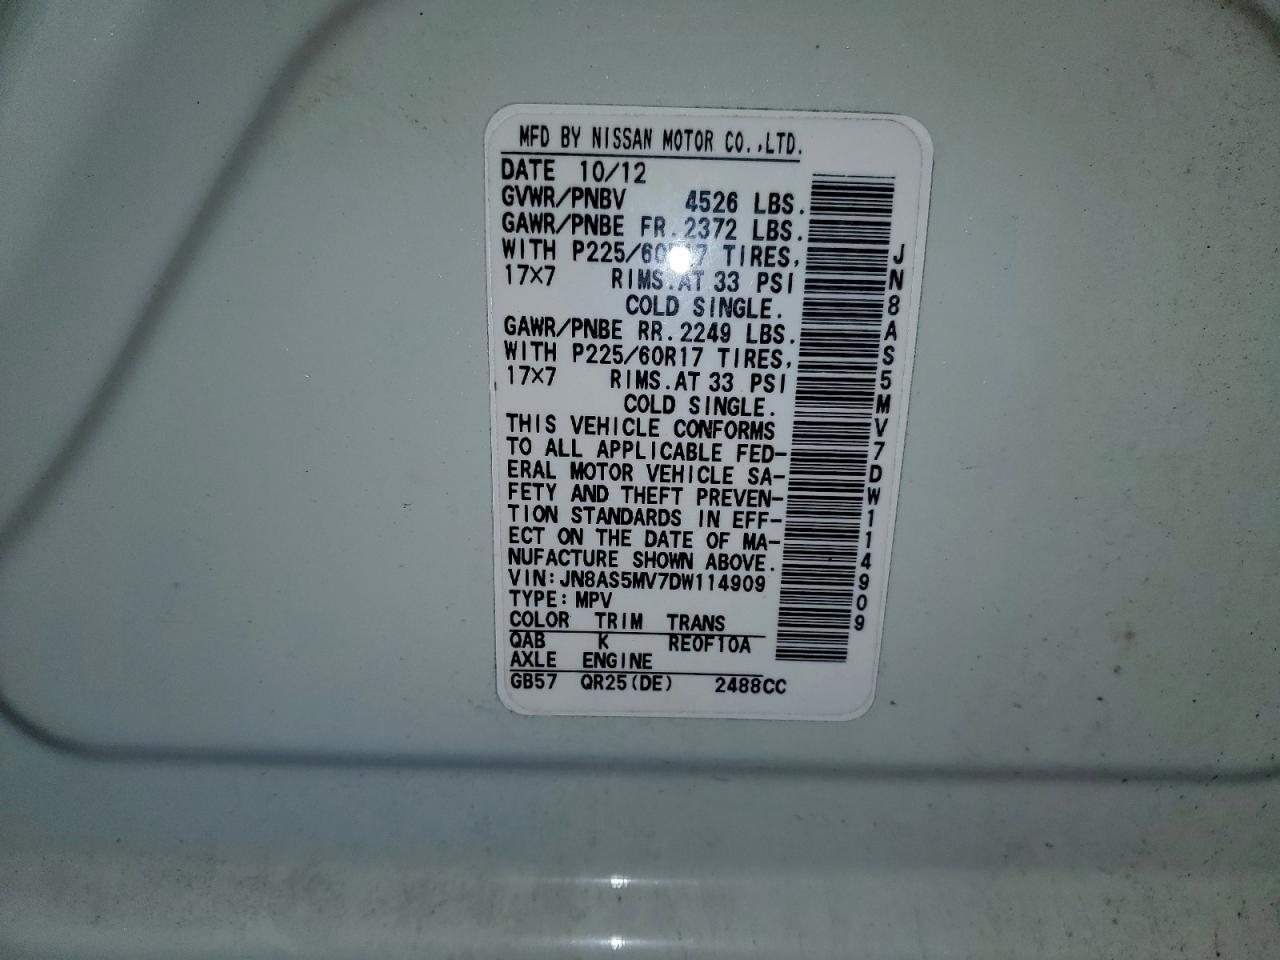 MFD BY NISSAN MOTOR CO.,LTD.
DATE 10/12
GVWR/PNBV 4526 LBS.
GAWR/PNBE FR.2372 LBS.
WITH P225/60R17 TIRES,
17×7 RIMS.AT 33 PSI
COLD SINGLE.
GAWR/PNBE RR.2249 LBS.
WITH P225/60R17 TIRES,
17×7 RIMS.AT 33 PSI
COLD SINGLE.
THIS VEHICLE CONFORMS
TO ALL APPLICABLE FED-
ERAL MOTOR VEHICLE SA-
FETY AND THEFT PREVEN-
TION STANDARDS IN EFF-
ECT ON THE DATE OF MA-
NUFACTURE SHOWN ABOVE.
VIN:JN8AS5MV7DW114909
TYPE:MPV
COLOR TRIM TRANS
QAB K RE0F10A
AXLE ENGINE
GB57 QR25(DE) 2488CC
JN8AS5MV7DW114909